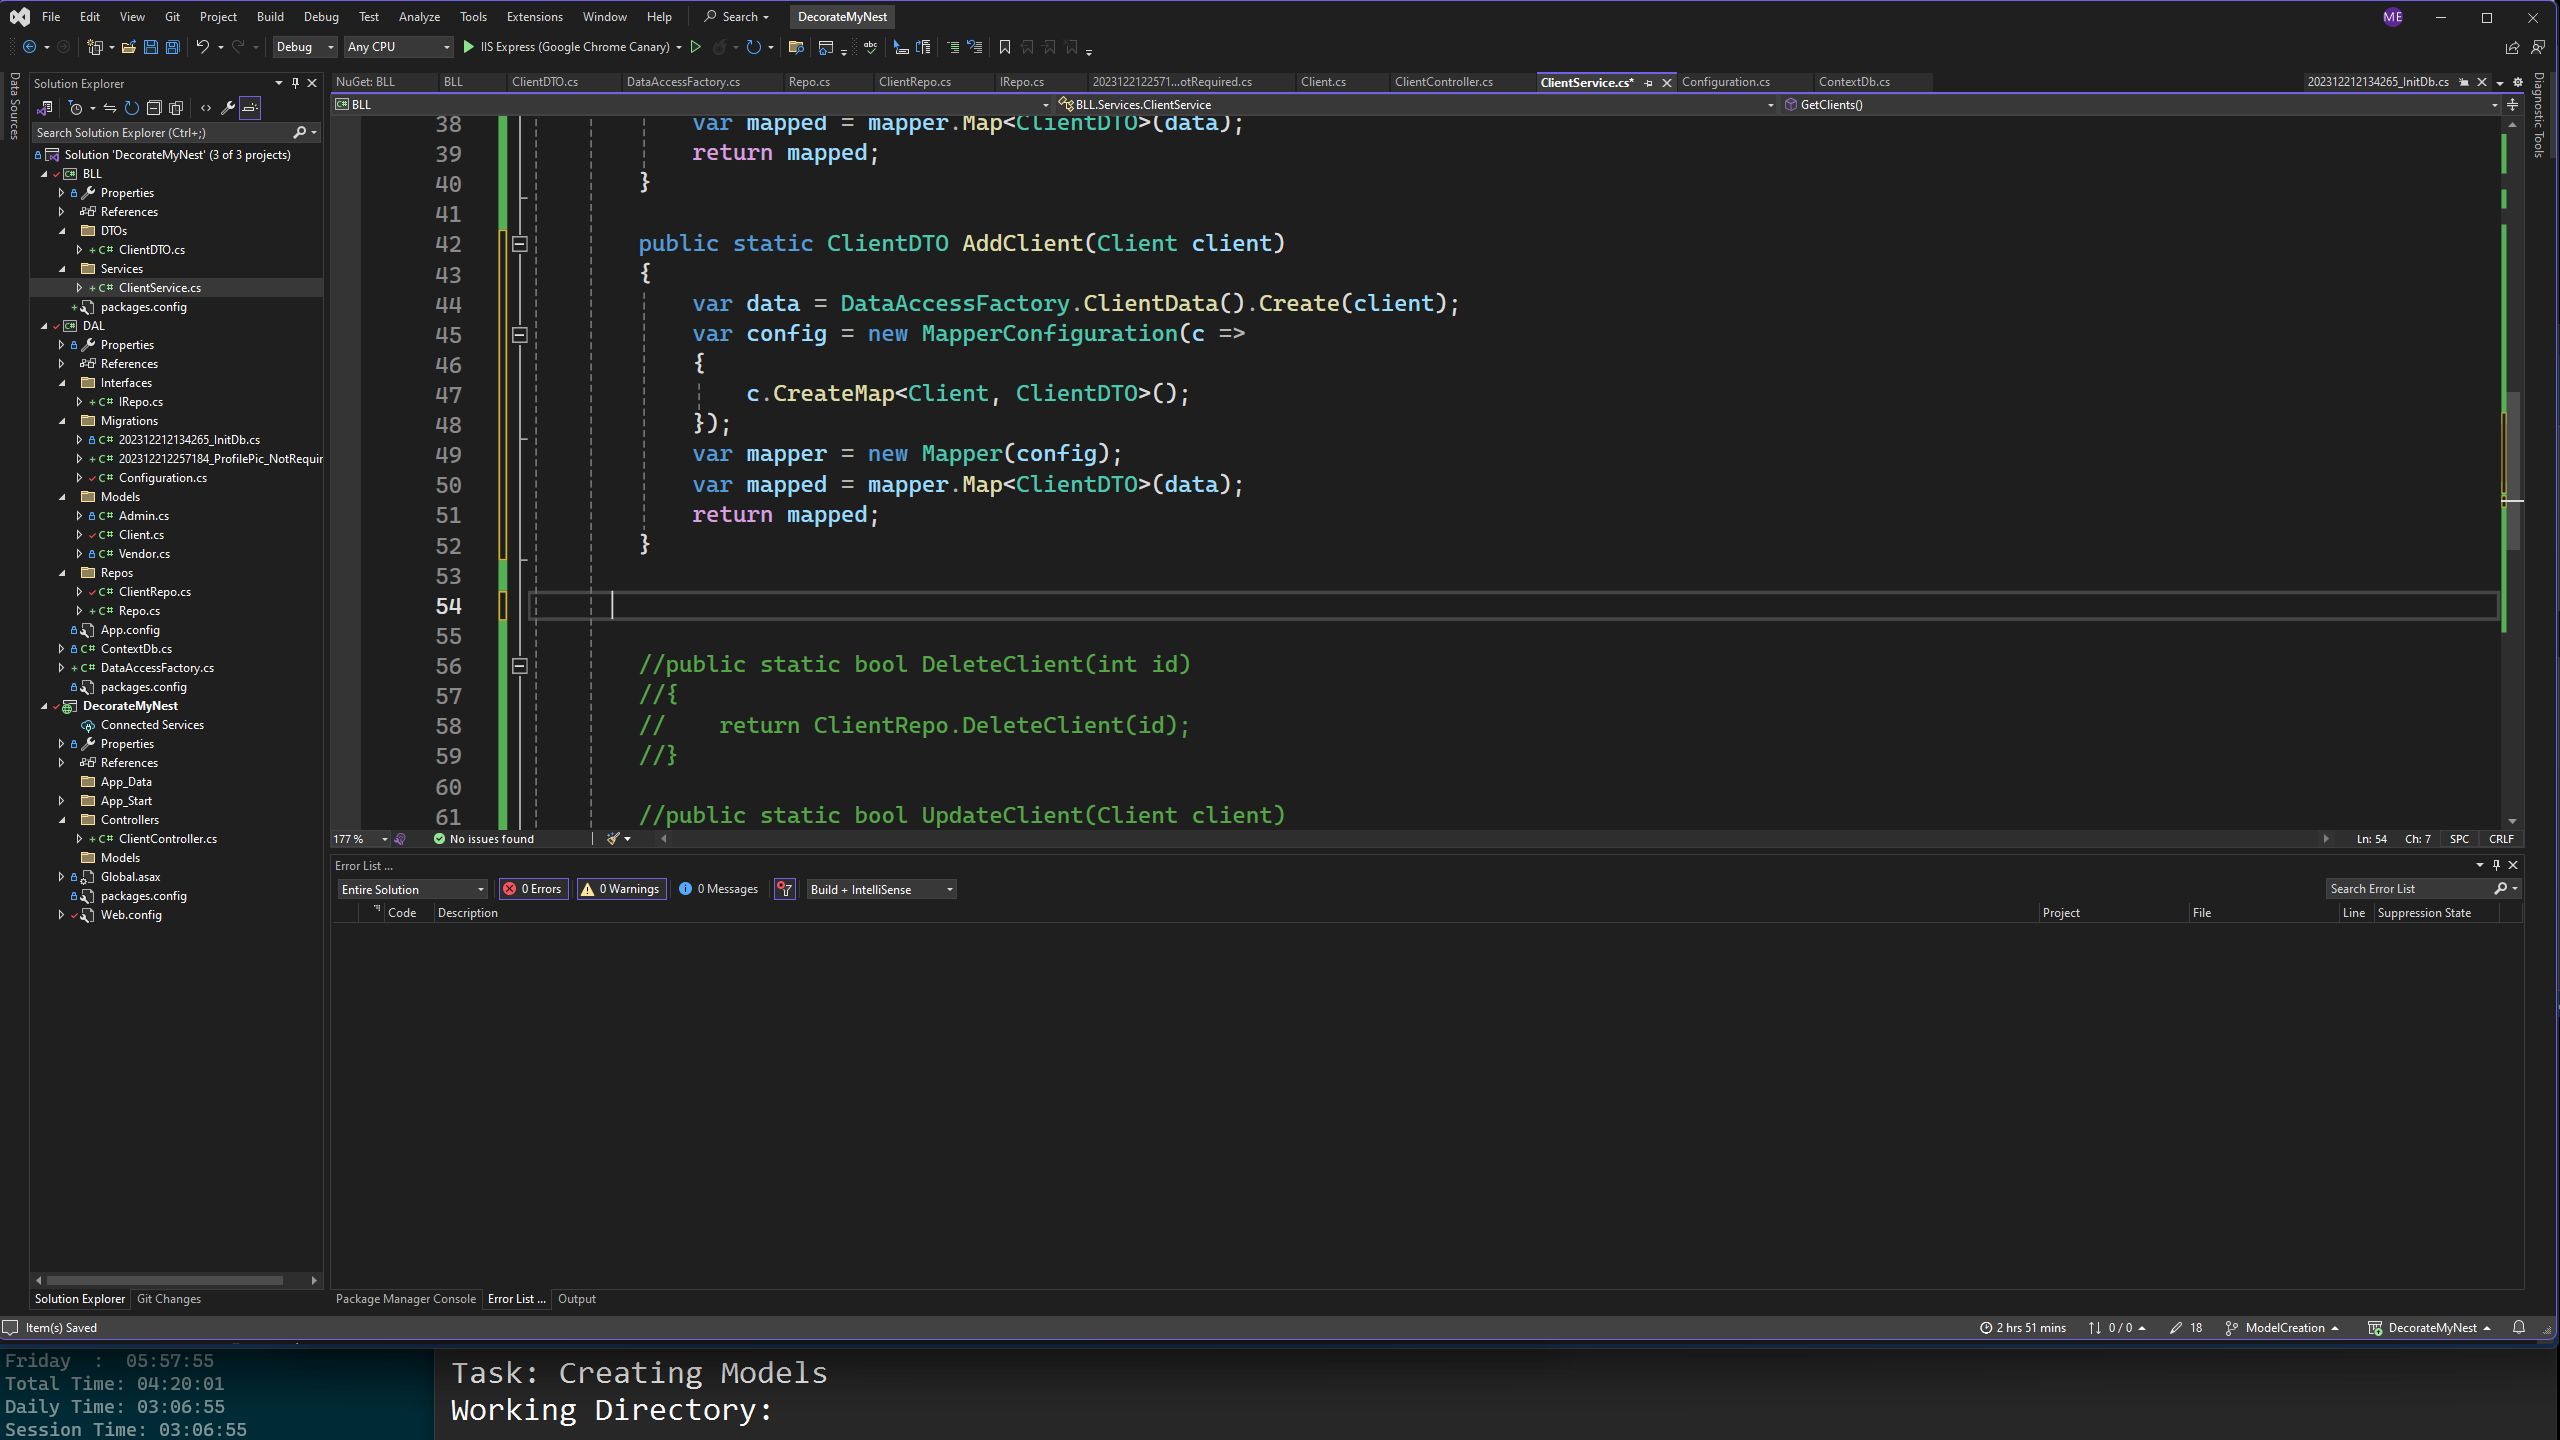 File Edit View Git Project Build Debug Test Analyze Tools Extensions Window Help Search DecorateMyNest ME
Debug Any CPU IIS Express (Google Chrome Canary)
Data Sources
Solution Explorer
Search Solution Explorer (Ctrl+;)
Solution 'DecorateMyNest' (3 of 3 projects)
BLL
Properties
References
DTOs
C# ClientDTO.cs
Services
C# ClientService.cs
packages.config
DAL
Properties
References
Interfaces
C# IRepo.cs
Migrations
C# 202312212134265_InitDb.cs
C# 202312212257184_ProfilePic_NotRequir
C# Configuration.cs
Models
C# Admin.cs
C# Client.cs
C# Vendor.cs
Repos
C# ClientRepo.cs
C# Repo.cs
App.config
C# ContextDb.cs
C# DataAccessFactory.cs
packages.config
DecorateMyNest
Connected Services
Properties
References
App_Data
App_Start
Controllers
C# ClientController.cs
Models
Global.asax
packages.config
Web.config
Solution Explorer Git Changes
NuGet: BLL BLL ClientDTO.cs DataAccessFactory.cs Repo.cs ClientRepo.cs IRepo.cs 2023122122571...otRequired.cs Client.cs ClientController.cs ClientService.cs* Configuration.cs ContextDb.cs 202312212134265_InitDb.cs
C# BLL BLL.Services.ClientService GetClients()
38 var mapped = mapper.Map<ClientDTO>(data);
39 return mapped;
40 }
41
42 public static ClientDTO AddClient(Client client)
43 {
44 var data = DataAccessFactory.ClientData().Create(client);
45 var config = new MapperConfiguration(c =>
46 {
47 c.CreateMap<Client, ClientDTO>();
48 });
49 var mapper = new Mapper(config);
50 var mapped = mapper.Map<ClientDTO>(data);
51 return mapped;
52 }
53
54
55
56 //public static bool DeleteClient(int id)
57 //{
58 // return ClientRepo.DeleteClient(id);
59 //}
60
61 //public static bool UpdateClient(Client client)
177 % No issues found Ln: 54 Ch: 7 SPC CRLF
Diagnostic Tools
Error List ...
Entire Solution 0 Errors 0 Warnings 0 Messages Build + IntelliSense Search Error List
Code Description Project File Line Suppression State
Package Manager Console Error List ... Output
Item(s) Saved 2 hrs 51 mins 0 / 0 18 ModelCreation DecorateMyNest
Friday : 05:57:55
Total Time: 04:20:01
Daily Time: 03:06:55
Session Time: 03:06:55
Task: Creating Models
Working Directory: